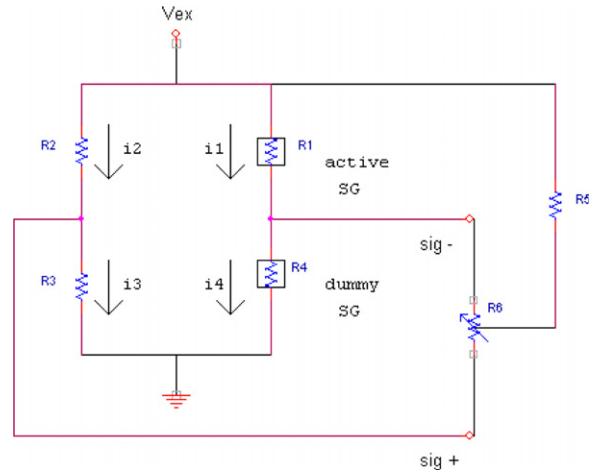 Vex
R2
i2
i1
R1
active
SG
R5
sig -
R3
i3
i4
R4
dummy
SG
R6
sig +